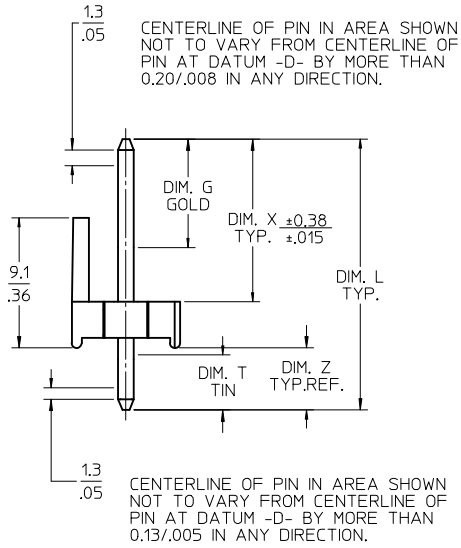 1.3
.05
CENTERLINE OF PIN IN AREA SHOWN
NOT TO VARY FROM CENTERLINE OF
PIN AT DATUM -D- BY MORE THAN
0.20/.008 IN ANY DIRECTION.
DIM. G
GOLD
DIM. X ±0.38
TYP. ±.015
DIM. L
TYP.
9.1
.36
DIM. T
TIN
DIM. Z
TYP.REF.
1.3
.05
CENTERLINE OF PIN IN AREA SHOWN
NOT TO VARY FROM CENTERLINE OF
PIN AT DATUM -D- BY MORE THAN
0.13/.005 IN ANY DIRECTION.